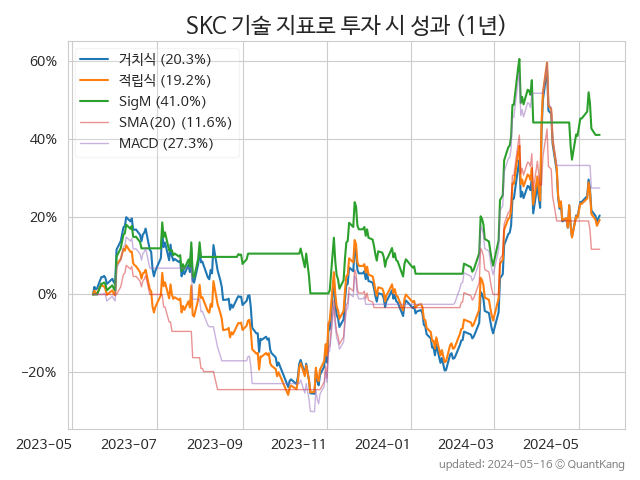 SKC 기술 지표로 투자 시 성과 (1년)
거치식 (20.3%)
적립식 (19.2%)
SigM (41.0%)
SMA(20) (11.6%)
MACD (27.3%)
60%
40%
20%
0%
−20%
2023-05 2023-07 2023-09 2023-11 2024-01 2024-03 2024-05
updated: 2024-05-16 © QuantKang